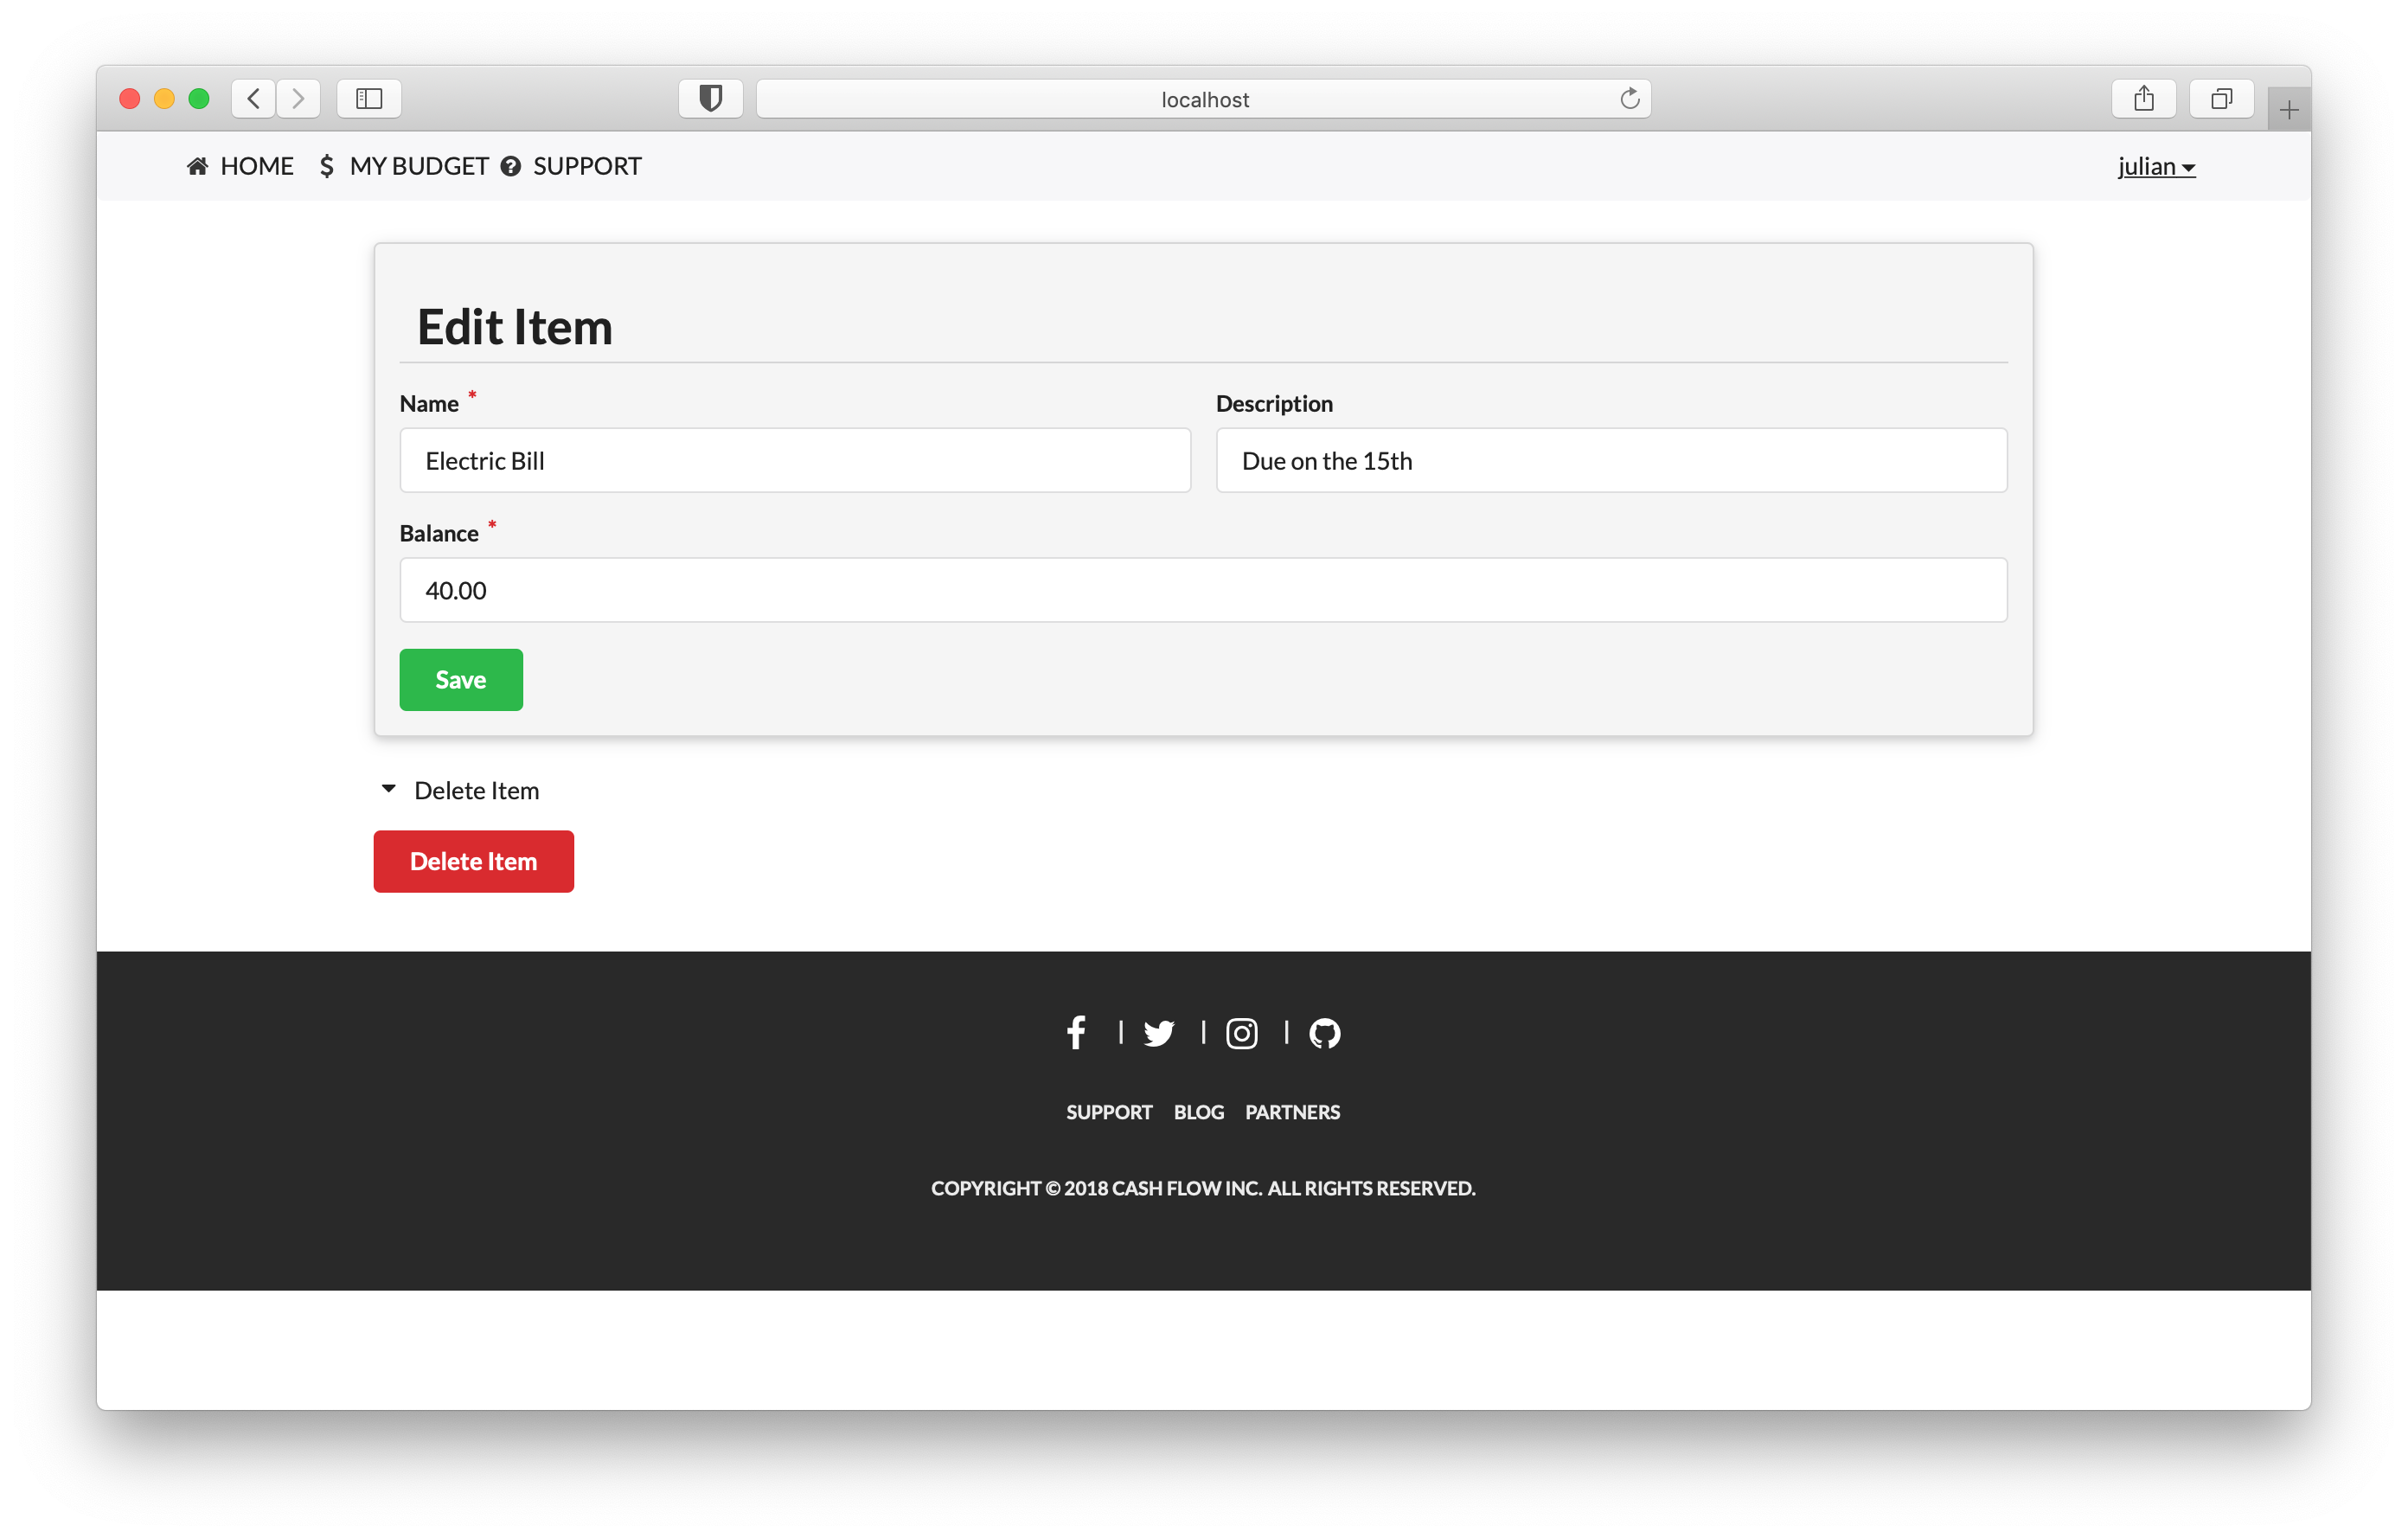 localhost
HOME $ MY BUDGET SUPPORT julian
Edit Item
Name * Description
Electric Bill Due on the 15th
Balance *
40.00
Save
Delete Item
Delete Item
SUPPORT BLOG PARTNERS
COPYRIGHT © 2018 CASH FLOW INC. ALL RIGHTS RESERVED.